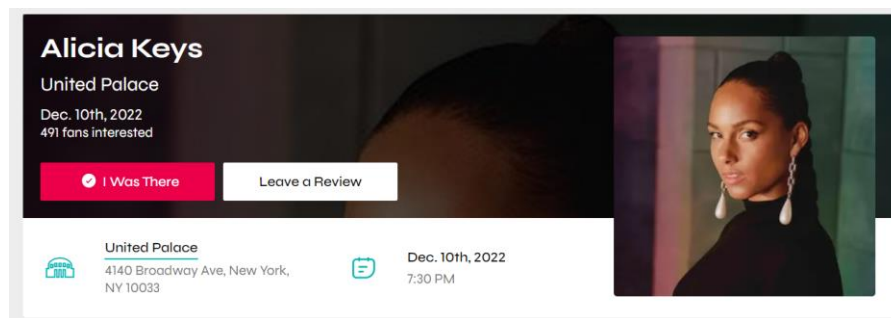 Alicia Keys
United Palace
Dec. 10th, 2022
491 fans interested
I Was There
Leave a Review
United Palace
4140 Broadway Ave, New York,
NY 10033
Dec. 10th, 2022
7:30 PM